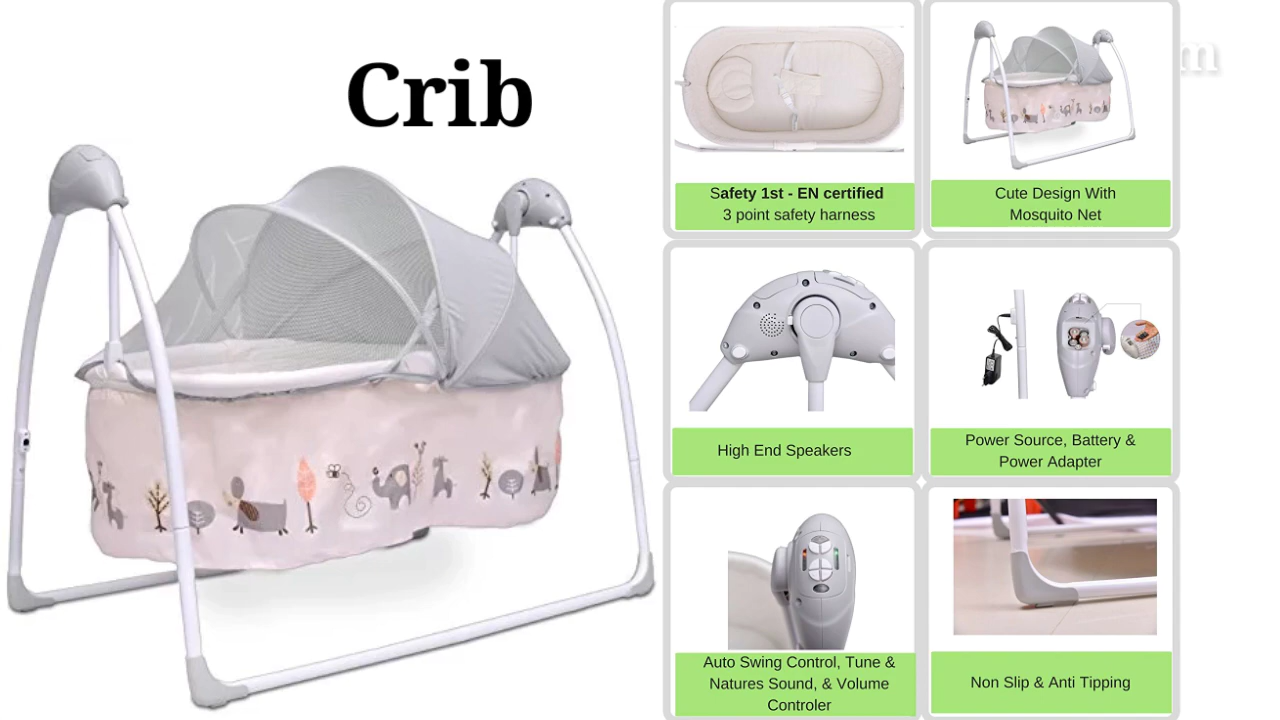 Crib
m
Safety 1st - EN certified
3 point safety harness
Cute Design With
Mosquito Net
High End Speakers
Power Source, Battery &
Power Adapter
Auto Swing Control, Tune &
Natures Sound, & Volume
Controler
Non Slip & Anti Tipping